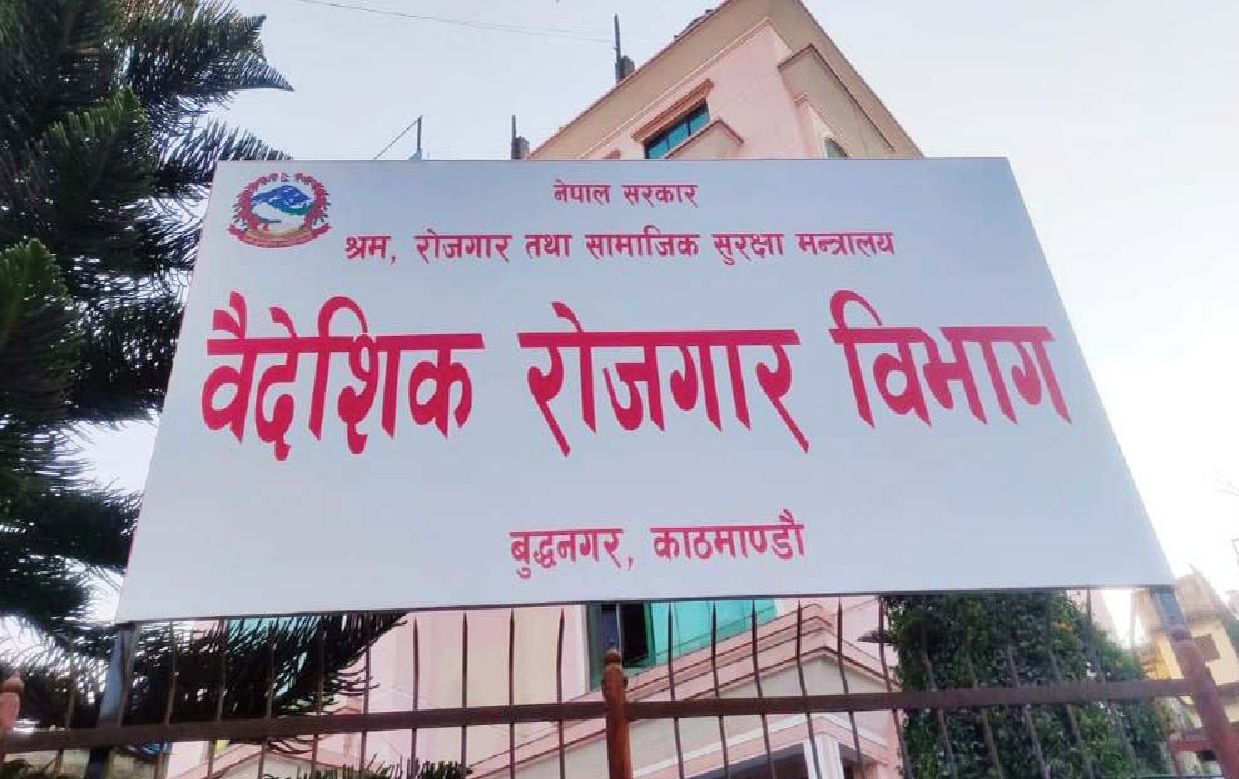 नेपाल सरकार
श्रम, रोजगार तथा सामाजिक सुरक्षा मन्त्रालय
वैदेशिक रोजगार विभाग
बुद्धनगर, काठमाण्डौ